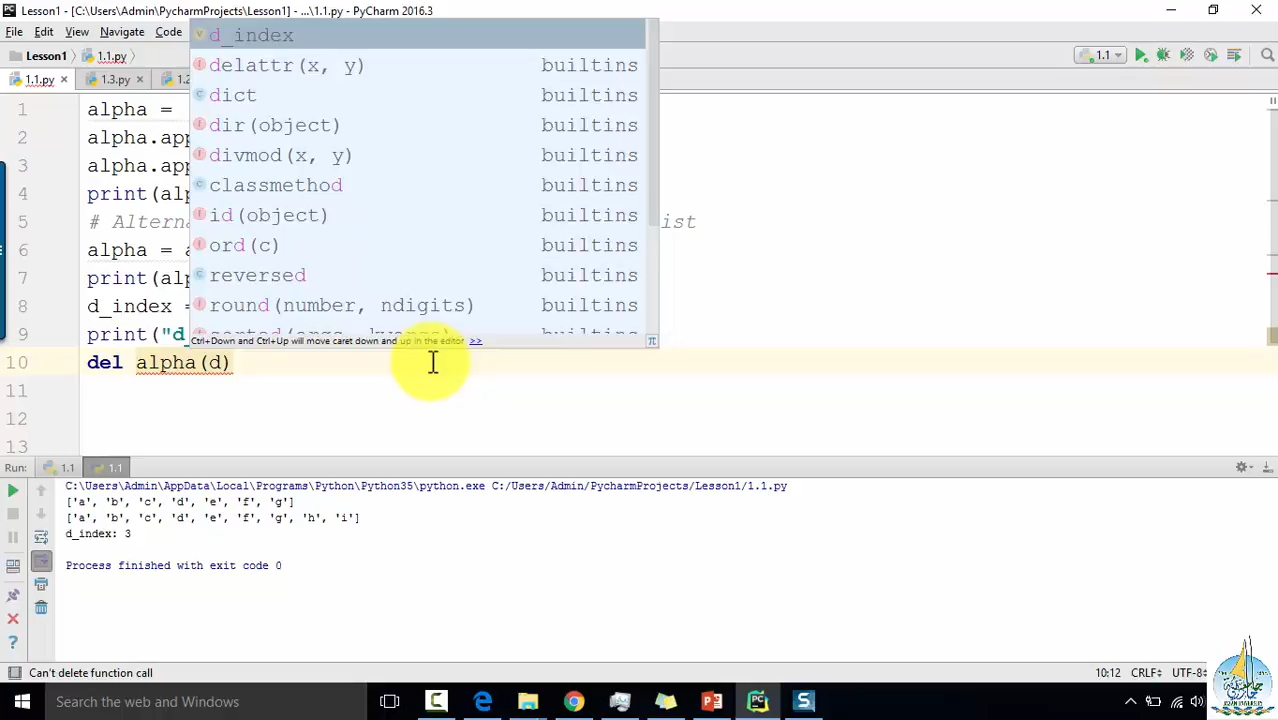 Lesson1 - [C:\Users\Admin\PycharmProjects\Lesson1] - ...\1.1.py - PyCharm 2016.3
File Edit View Navigate Code
Lesson1 1.1.py 1.1
1.1.py 1.3.py 1.2
1 alpha =
2 alpha.app
3 alpha.app
4 print(alp
5 # Alterna ist
6 alpha = a
7 print(alp
8 d_index =
9 print("d_
10 del alpha(d)
11
12
13
d_index
delattr(x, y) builtins
dict builtins
dir(object) builtins
divmod(x, y) builtins
classmethod builtins
id(object) builtins
ord(c) builtins
reversed builtins
round(number, ndigits) builtins
Ctrl+Down and Ctrl+Up will move caret down and up in the editor >>
Run: 1.1 1.1
C:\Users\Admin\AppData\Local\Programs\Python\Python35\python.exe C:/Users/Admin/PycharmProjects/Lesson1/1.1.py
['a', 'b', 'c', 'd', 'e', 'f', 'g']
['a', 'b', 'c', 'd', 'e', 'f', 'g', 'h', 'i']
d_index: 3
Process finished with exit code 0
Can't delete function call 10:12 CRLF UTF-8
Search the web and Windows